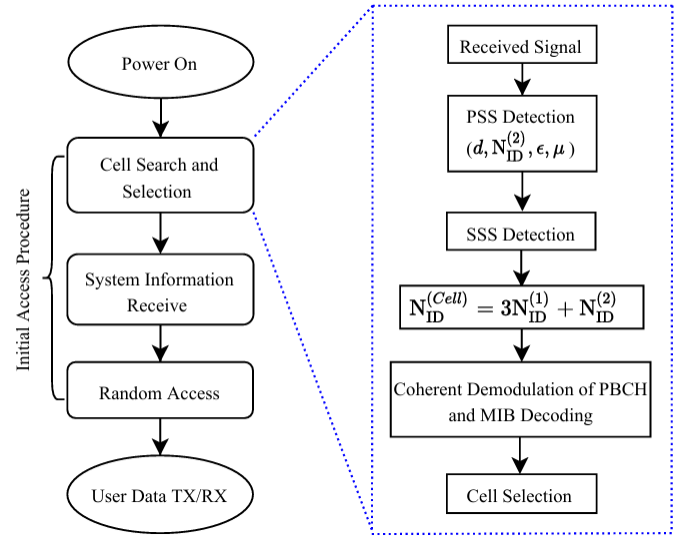 Power On
Cell Search and
Selection
System Information
Receive
Random Access
User Data TX/RX
Initial Access Procedure
Received Signal
PSS Detection
(d, N_ID^(2), ϵ, μ)
SSS Detection
N_ID^(Cell) = 3N_ID^(1) + N_ID^(2)
Coherent Demodulation of PBCH
and MIB Decoding
Cell Selection